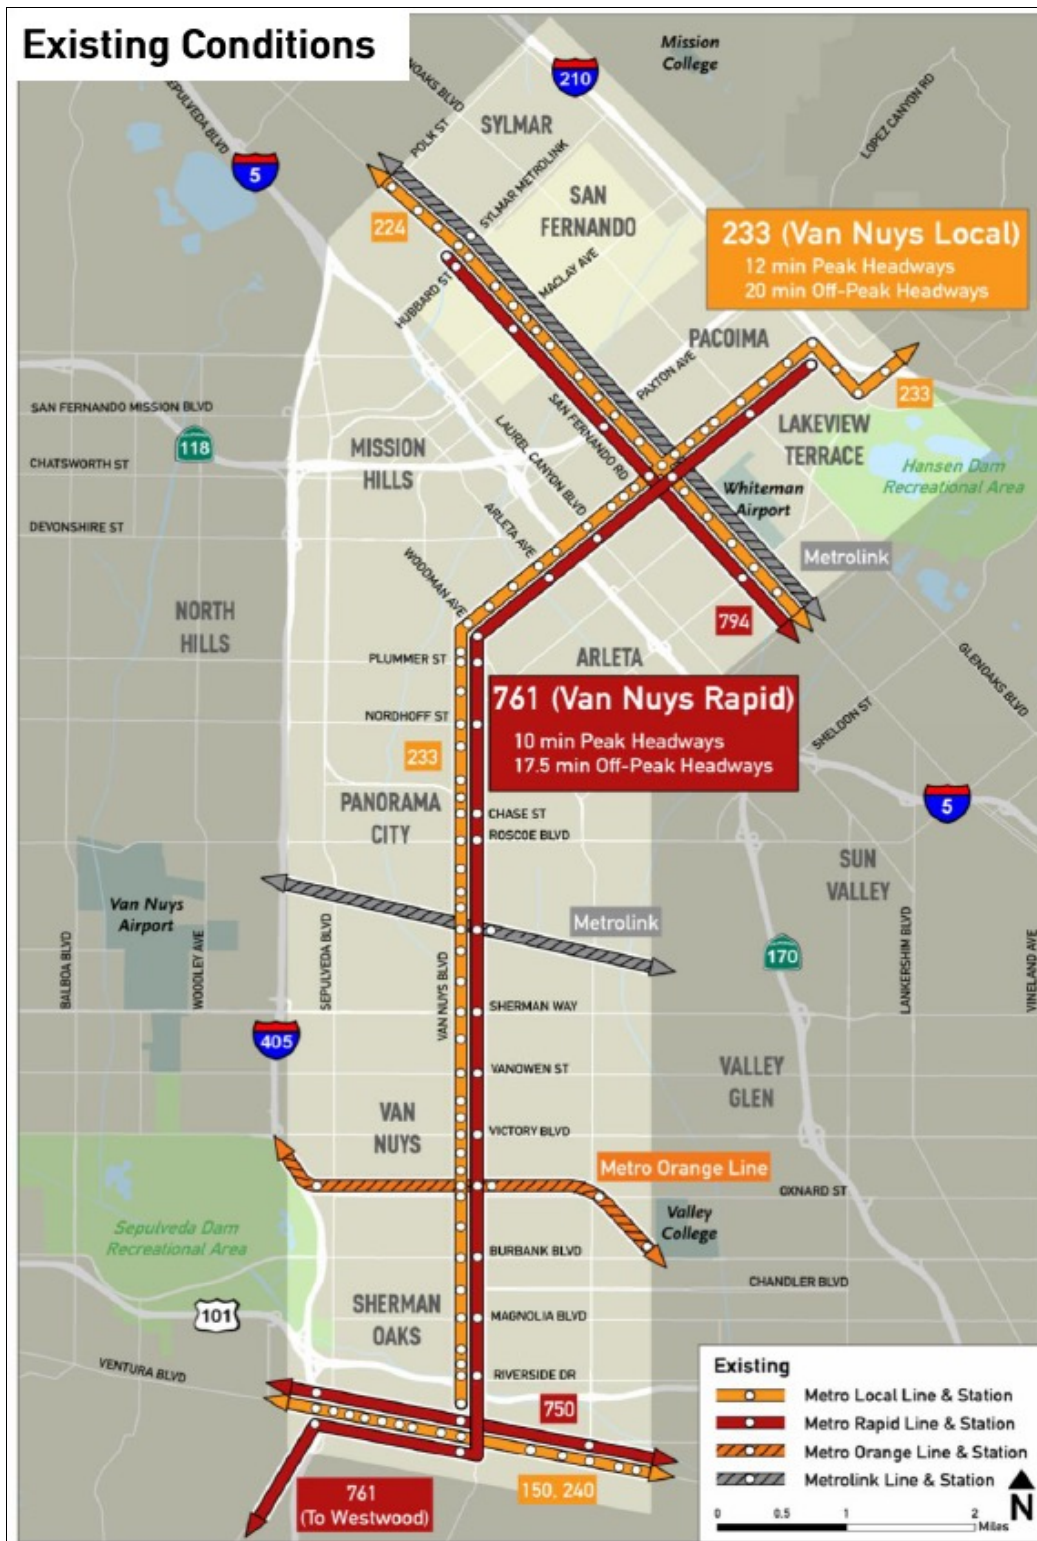 Existing Conditions
Mission
College
210
SEPULVEDA BLVD
GLENOAKS BLVD
POLK ST
SYLMAR
LOPEZ CANYON RD
5
SYLMAR METROLINK
SAN
FERNANDO
224
233 (Van Nuys Local)
12 min Peak Headways
20 min Off-Peak Headways
HUBBARD ST
MACLAY AVE
PACOIMA
PAXTON AVE
233
SAN FERNANDO MISSION BLVD
118
SAN FERNANDO RD
LAUREL CANYON BLVD
MISSION
HILLS
LAKEVIEW
TERRACE
CHATSWORTH ST
Hansen Dam
Recreational Area
Whiteman
Airport
DEVONSHIRE ST
ARLETA AVE
WOODMAN AVE
Metrolink
NORTH
HILLS
794
PLUMMER ST
ARLETA
GLENOAKS BLVD
761 (Van Nuys Rapid)
10 min Peak Headways
17.5 min Off-Peak Headways
NORDHOFF ST
SHELDON ST
233
PANORAMA
CITY
CHASE ST
ROSCOE BLVD
5
SUN
VALLEY
Van Nuys
Airport
Metrolink
BALBOA BLVD
WOODLEY AVE
SEPULVEDA BLVD
VAN NUYS BLVD
170
LANKERSHIM BLVD
VINELAND AVE
SHERMAN WAY
405
VANOWEN ST
VALLEY
GLEN
VAN
NUYS
VICTORY BLVD
Metro Orange Line
OXNARD ST
Valley
College
Sepulveda Dam
Recreational Area
BURBANK BLVD
CHANDLER BLVD
SHERMAN
OAKS
101
MAGNOLIA BLVD
VENTURA BLVD
RIVERSIDE DR
750
150, 240
761
(To Westwood)
Existing
Metro Local Line & Station
Metro Rapid Line & Station
Metro Orange Line & Station
Metrolink Line & Station
N
0 0.5 1 2
Miles